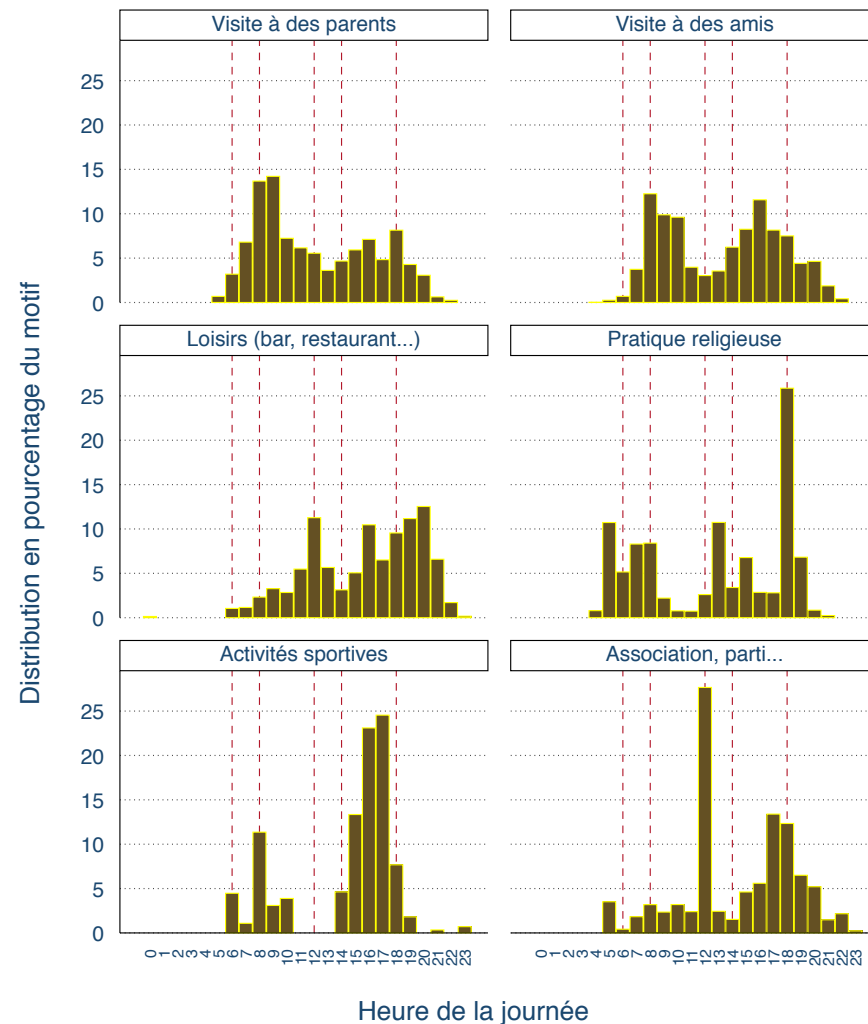 Visite à des parents
Visite à des amis
25
20
15
10
5
0
Loisirs (bar, restaurant...)
Pratique religieuse
25
20
15
10
5
0
Activités sportives
Association, parti...
25
20
15
10
5
0
0 1 2 3 4 5 6 7 8 9 10 11 12 13 14 15 16 17 18 19 20 21 22 23
0 1 2 3 4 5 6 7 8 9 10 11 12 13 14 15 16 17 18 19 20 21 22 23
Distribution en pourcentage du motif
Heure de la journée